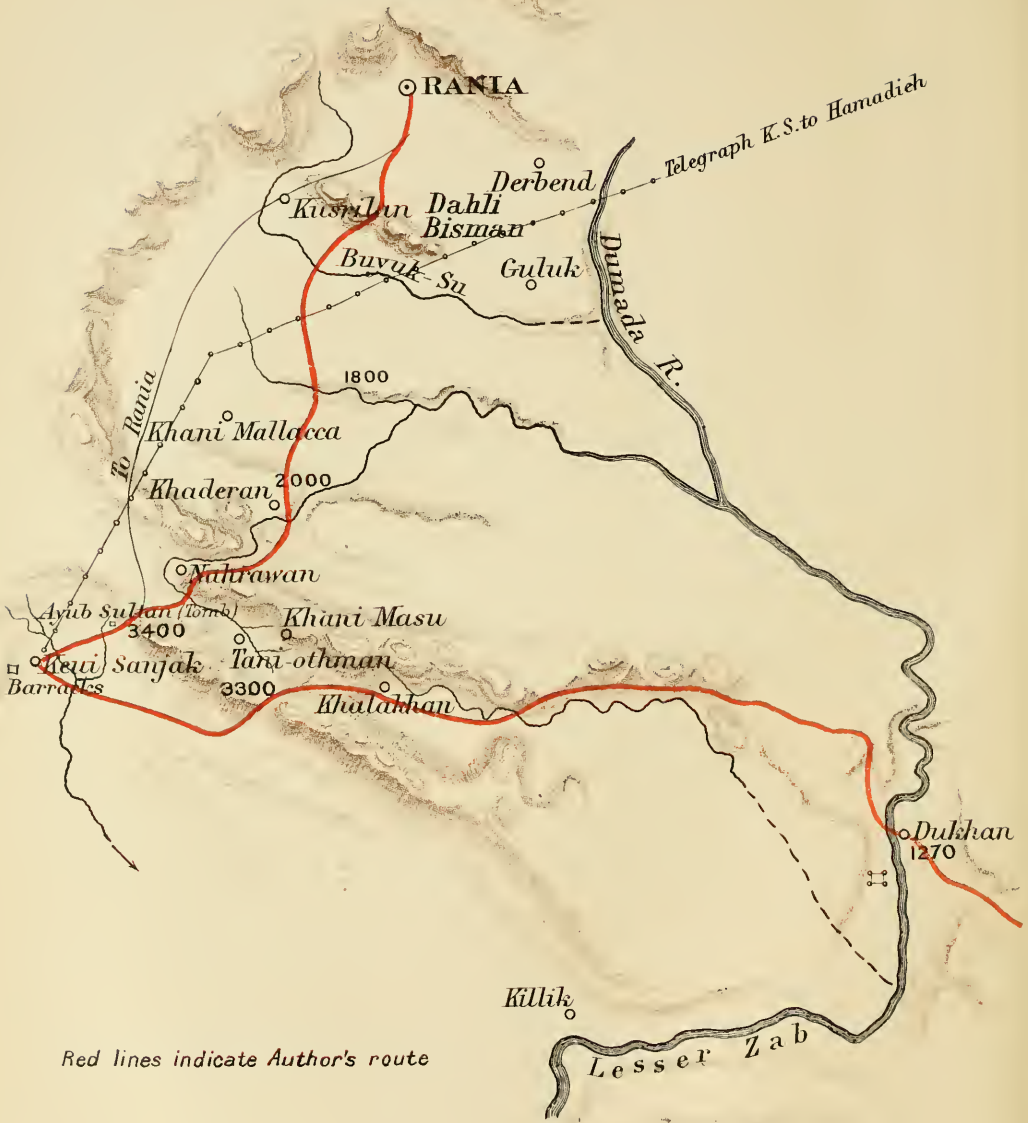 RANIA
Telegraph K.S. to Hamadieh
Derbend
Kusrilun
Dahli
Bisman
Buvuk-Su
Guluk
Dumada R.
1800
To Rania
Khani Mallacca
2000
Khaderan
Nahrawan
Ayub Sultan (Tomb)
3400
Khani Masu
Keui Sanjak
Tani-othman
Barracks
3300
Khalakhan
Dukhan
1270
Killik
Lesser Zab
Red lines indicate Author's route